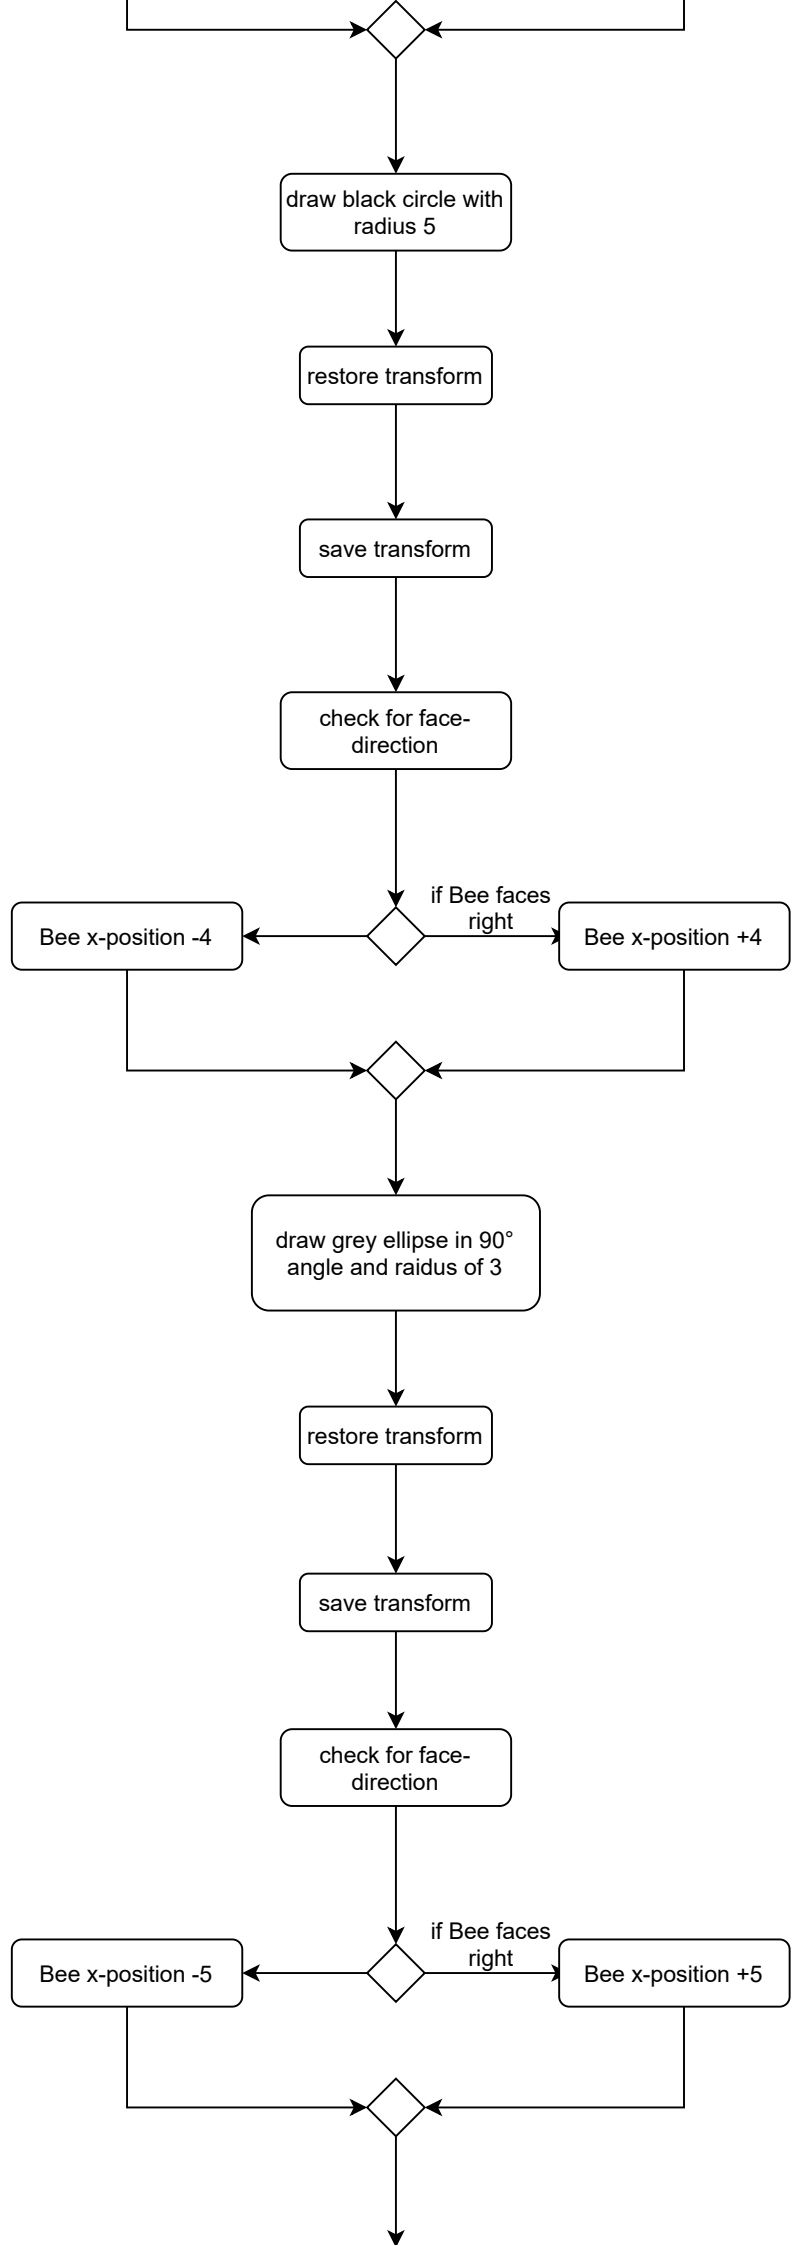 draw black circle with
radius 5
restore transform
save transform
check for face-
direction
if Bee faces
right
Bee x-position -4
Bee x-position +4
draw grey ellipse in 90°
angle and raidus of 3
restore transform
save transform
check for face-
direction
if Bee faces
right
Bee x-position -5
Bee x-position +5